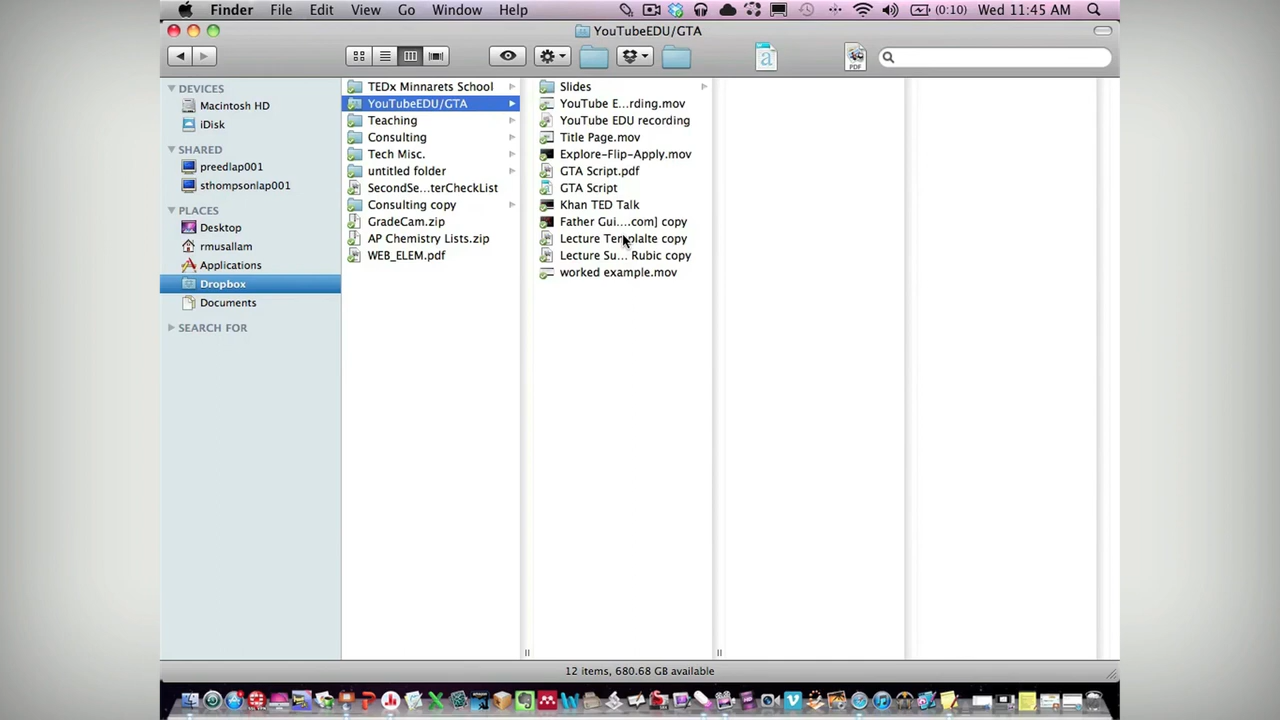 Finder File Edit View Go Window Help (0:10) Wed 11:45 AM
YouTubeEDU/GTA
PDF
DEVICES
Macintosh HD
iDisk
SHARED
preedlap001
sthompsonlap001
PLACES
Desktop
rmusallam
Applications
Dropbox
Documents
SEARCH FOR
TEDx Minnarets School
YouTubeEDU/GTA
Teaching
Consulting
Tech Misc.
untitled folder
SecondSe...terCheckList
Consulting copy
GradeCam.zip
AP Chemistry Lists.zip
WEB_ELEM.pdf
Slides
YouTube E...rding.mov
YouTube EDU recording
Title Page.mov
Explore-Flip-Apply.mov
GTA Script.pdf
GTA Script
Khan TED Talk
Father Gui....com] copy
Lecture Templalte copy
Lecture Su... Rubic copy
worked example.mov
12 items, 680.68 GB available